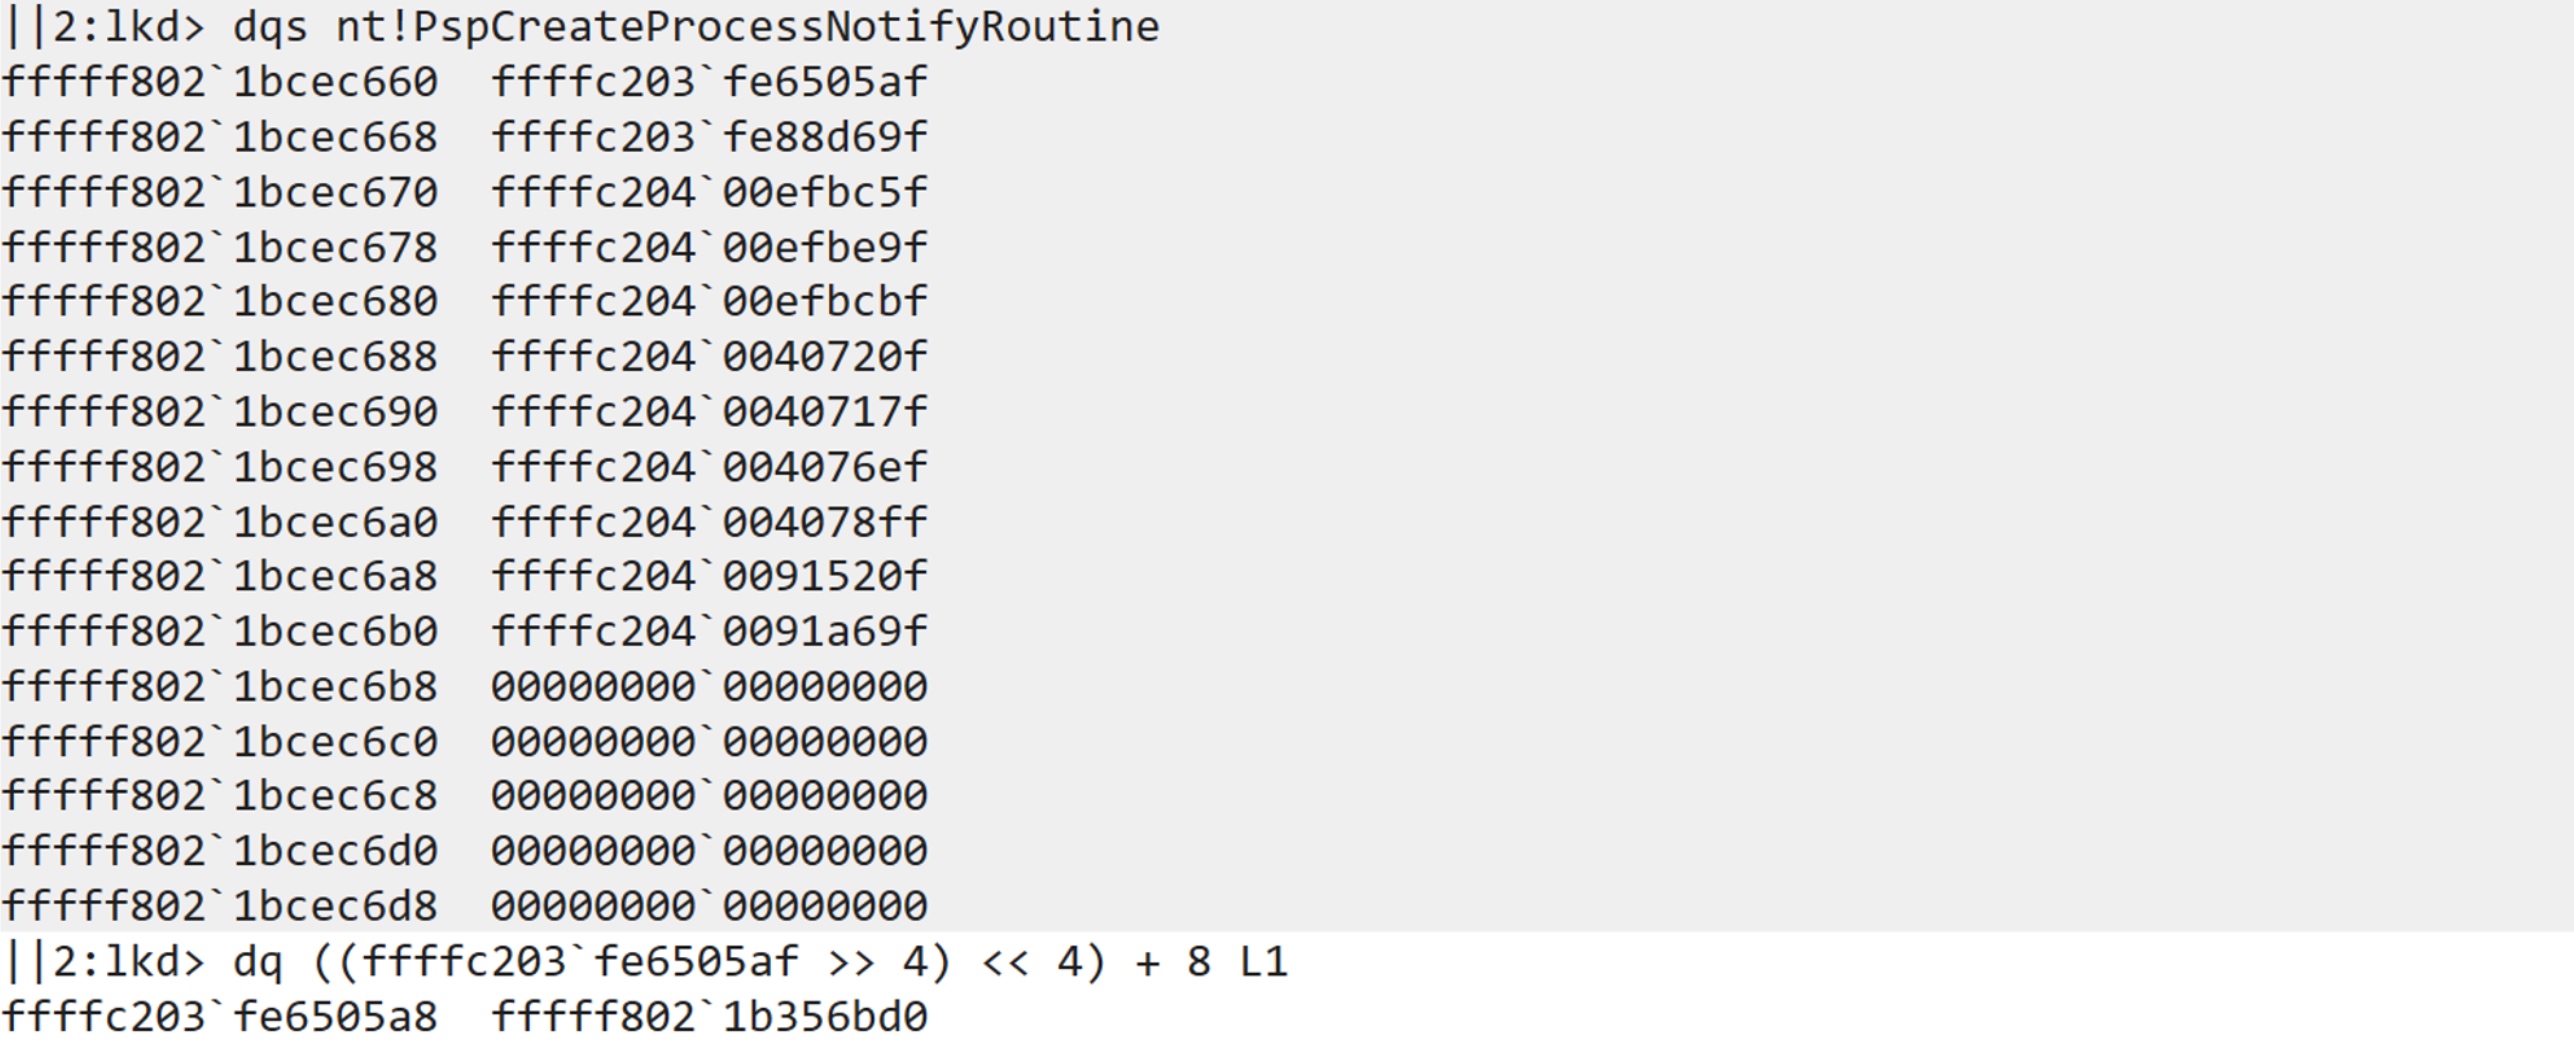 ||2:lkd> dqs nt!PspCreateProcessNotifyRoutine
fffff802`1bcec660  ffffc203`fe6505af
fffff802`1bcec668  ffffc203`fe88d69f
fffff802`1bcec670  ffffc204`00efbc5f
fffff802`1bcec678  ffffc204`00efbe9f
fffff802`1bcec680  ffffc204`00efbcbf
fffff802`1bcec688  ffffc204`0040720f
fffff802`1bcec690  ffffc204`0040717f
fffff802`1bcec698  ffffc204`004076ef
fffff802`1bcec6a0  ffffc204`004078ff
fffff802`1bcec6a8  ffffc204`0091520f
fffff802`1bcec6b0  ffffc204`0091a69f
fffff802`1bcec6b8  00000000`00000000
fffff802`1bcec6c0  00000000`00000000
fffff802`1bcec6c8  00000000`00000000
fffff802`1bcec6d0  00000000`00000000
fffff802`1bcec6d8  00000000`00000000
||2:lkd> dq ((ffffc203`fe6505af >> 4) << 4) + 8 L1
ffffc203`fe6505a8  fffff802`1b356bd0